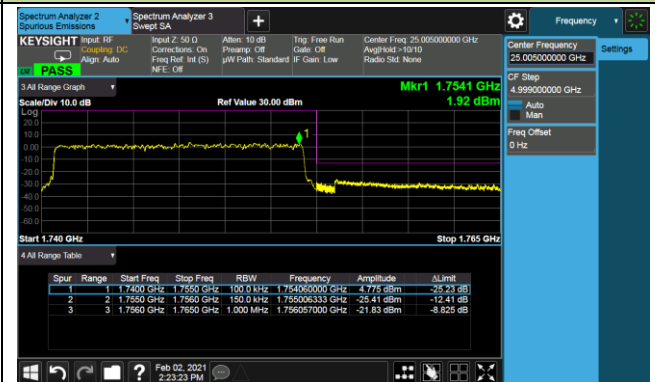 Spectrum Analyzer 2
Spurious Emissions
Spectrum Analyzer 3
Swept SA
Frequency
KEYSIGHT
Input: RF
Coupling: DC
Align: Auto
Input Z: 50 Ω
Corrections: On
Freq Ref: Int (S)
NFE: Off
Atten: 10 dB
Preamp: Off
µW Path: Standard
Trig: Free Run
Gate: Off
IF Gain: Low
Center Freq: 25.005000000 GHz
Avg|Hold:>10/10
Radio Std: None
PASS
Center Frequency
25.005000000 GHz
Settings
CF Step
4.999000000 GHz
Auto
Man
Freq Offset
0 Hz
3 All Range Graph
Mkr1 1.7541 GHz
1.92 dBm
Scale/Div 10.0 dB
Ref Value 30.00 dBm
Log
20.0
10.0
0.00
-10.0
-20.0
-30.0
-40.0
-50.0
-60.0
1
Start 1.740 GHz
Stop 1.765 GHz
4 All Range Table
Spur Range Start Freq Stop Freq RBW Frequency Amplitude ΔLimit
1 1 1.7400 GHz 1.7550 GHz 100.0 kHz 1.754060000 GHz 4.775 dBm -25.23 dB
2 2 1.7550 GHz 1.7560 GHz 150.0 kHz 1.755006333 GHz -25.41 dBm -12.41 dB
3 3 1.7560 GHz 1.7650 GHz 1.000 MHz 1.756057000 GHz -21.83 dBm -8.825 dB
Feb 02, 2021
2:23:23 PM